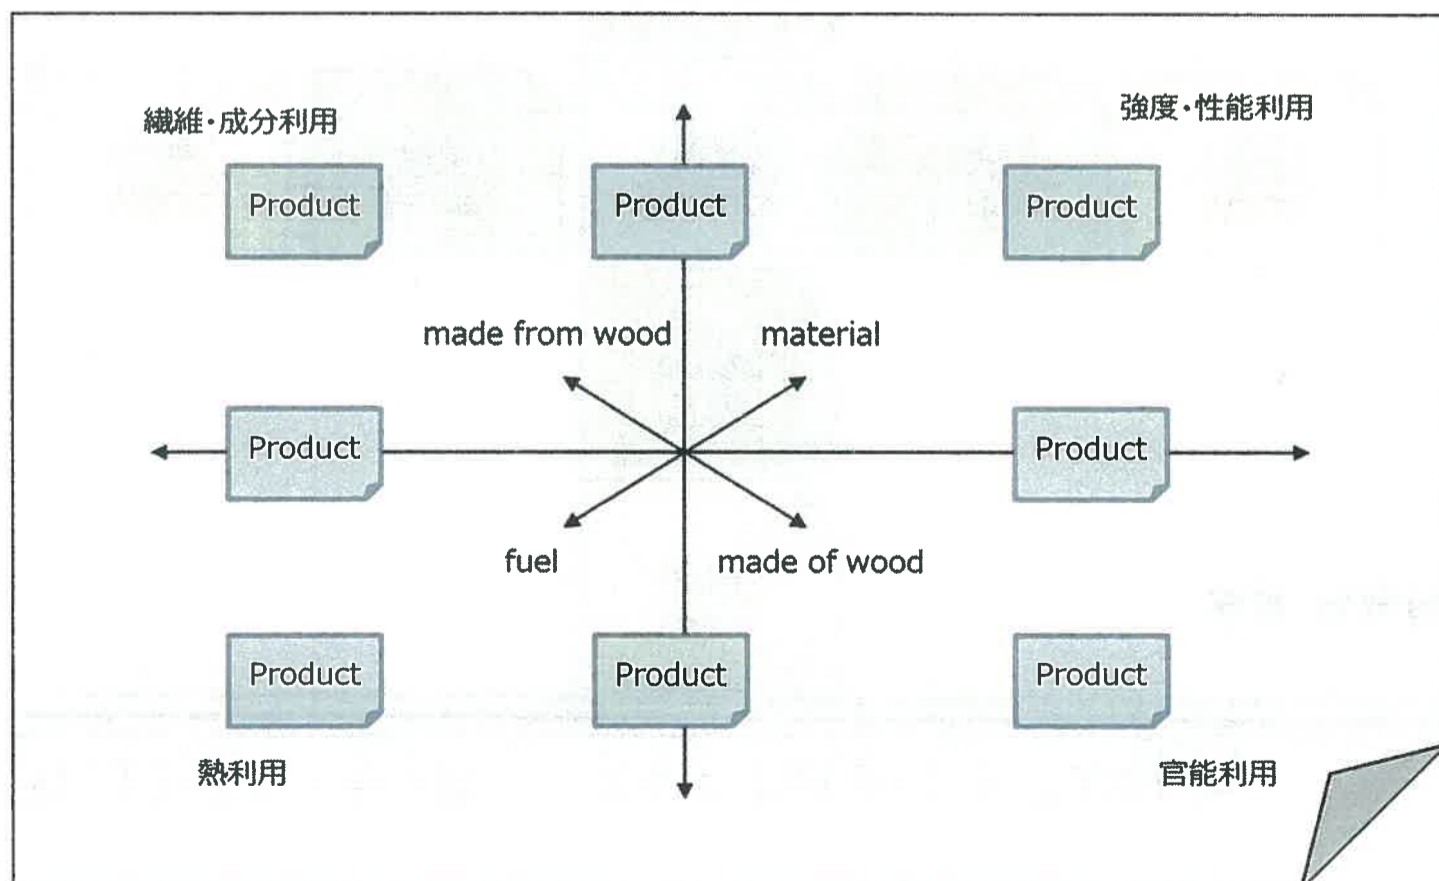 繊維・成分利用
強度・性能利用
Product
Product
Product
made from wood
material
Product
Product
fuel
made of wood
Product
Product
Product
熱利用
官能利用